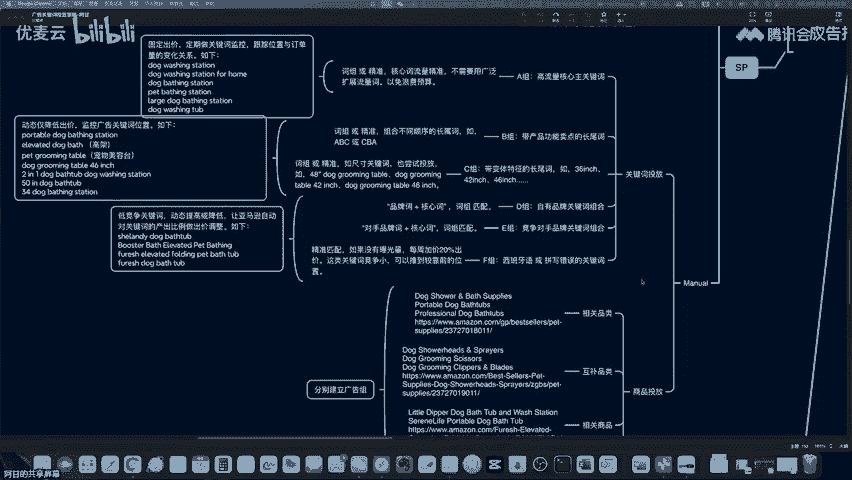 优麦云
bilibili
腾讯会议
SP
固定出价，定期做关键词监控，跟踪位置与订单
量的变化关系。如下：
dog washing station
dog washing station for home
dog bathing station
pet bathing station
large dog bathing station
dog washing tub
词组 或 精准，核心词流量精准，不需要用广泛
扩展流量词，以免浪费预算。
A组：高流量核心主关键词
动态仅降低出价，监控广告关键词位置。如下：
portable dog bathing station
elevated dog bath （高架）
pet grooming table（宠物美容台）
dog grooming table 46 inch
2 in 1 dog bathtub dog washing station
50 in dog bathtub
34 dog bathing station
词组 或 精准，组合不同顺序的长尾词，如，
ABC 或 CBA
B组：带产品功能卖点的长尾词
词组 或 精准，如尺寸关键词，也尝试投放，
如，48" dog grooming table、dog grooming
table 42 inch、dog grooming table 46 inch。
C组：带变体特征的长尾词，如，36inch、
42inch、46inch......
关键词投放
低竞争关键词，动态提高或降低，让亚马逊自动
对关键词的产出比例做出价调整。如下：
shelandy dog bathtub
Booster Bath Elevated Pet Bathing
furesh elevated folding pet bath tub
furesh dog bath tub
"品牌词 + 核心词"，词组 匹配。
D组：自有品牌关键词组合
"对手品牌词 + 核心词"，词组匹配。
E组：竞争对手品牌关键词组合
精准匹配，如果没有曝光量，每周加价20%出
价。这类关键词竞争小，可以推到较靠前的位
置。
F组：西班牙语 或 拼写错误的关键词
Manual
Dog Shower & Bath Supplies
Portable Dog Bathtubs
Professional Dog Bathtubs
https://www.amazon.com/gp/bestsellers/pet-
supplies/23727018011/
相关品类
Dog Showerheads & Sprayers
Dog Grooming Scissors
Dog Grooming Clippers & Blades
https://www.amazon.com/Best-Sellers-Pet-
Supplies-Dog-Showerheads-Sprayers/zgbs/pet-
supplies/23727019011/
互补品类
分别建立广告组
商品投放
Little Dipper Dog Bath Tub and Wash Station
SereneLife Portable Dog Bath Tub
https://www.amazon.com/Furesh-Elevated-
相关商品
阿日的共享屏幕